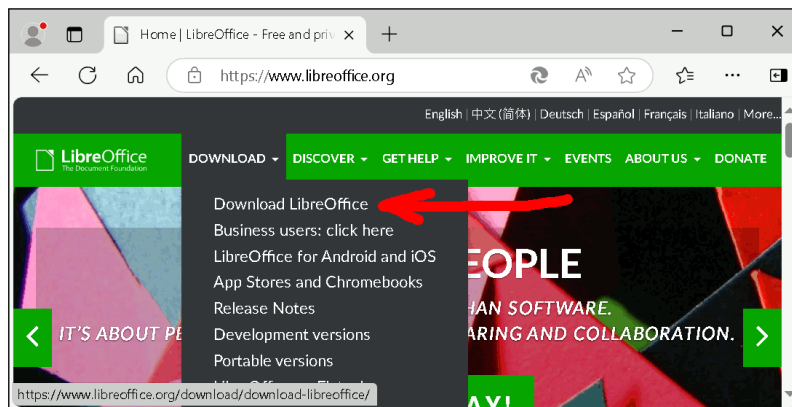 Home | LibreOffice - Free and priv
https://www.libreoffice.org
English | 中文 (简体) | Deutsch | Español | Français | Italiano | More...
LibreOffice
The Document Foundation
DOWNLOAD DISCOVER GET HELP IMPROVE IT EVENTS ABOUT US DONATE
Download LibreOffice
Business users: click here
LibreOffice for Android and iOS
EOPLE
App Stores and Chromebooks
Release Notes
HAN SOFTWARE.
IT'S ABOUT PE
ARING AND COLLABORATION.
Development versions
Portable versions
https://www.libreoffice.org/download/download-libreoffice/